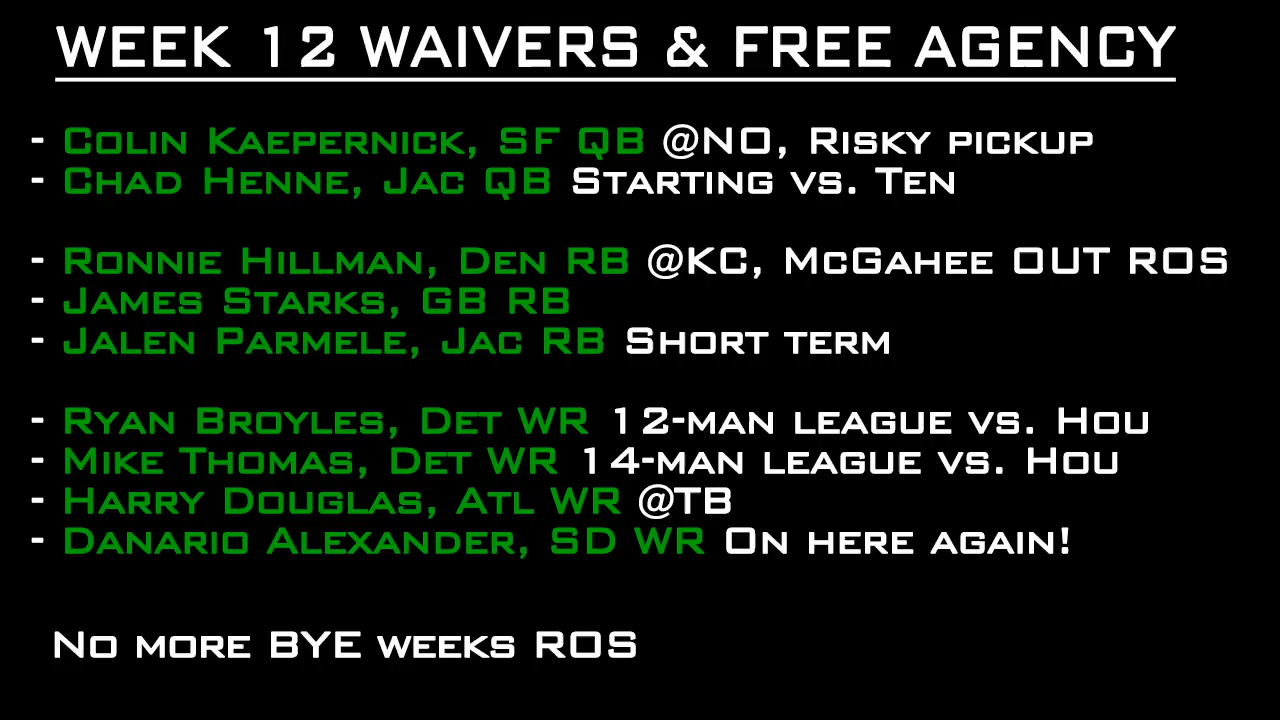 WEEK 12 WAIVERS & FREE AGENCY
- Colin Kaepernick, SF QB @NO, Risky pickup
- Chad Henne, Jac QB Starting vs. Ten
- Ronnie Hillman, Den RB @KC, McGahee OUT ROS
- James Starks, GB RB
- Jalen Parmele, Jac RB Short term
- Ryan Broyles, Det WR 12-man league vs. Hou
- Mike Thomas, Det WR 14-man league vs. Hou
- Harry Douglas, Atl WR @TB
- Danario Alexander, SD WR On here again!
No more BYE weeks ROS